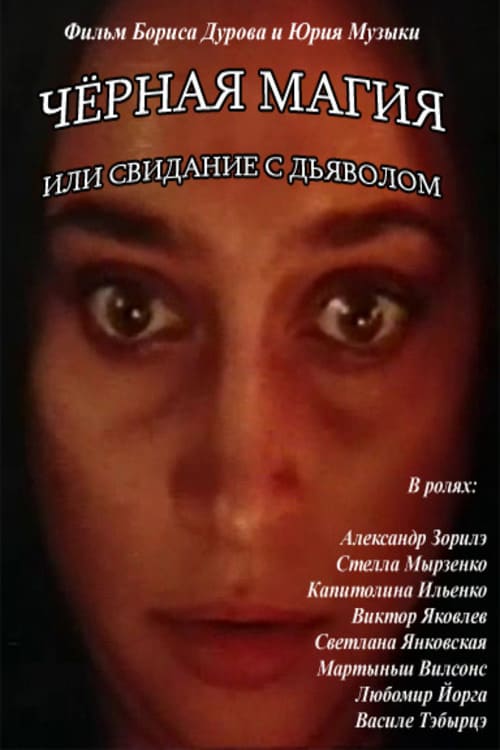 Фильм Бориса Дурова и Юрия Музыки
ЧЁРНАЯ МАГИЯ
ИЛИ СВИДАНИЕ С ДЬЯВОЛОМ
В ролях:
Александр Зорилэ
Стелла Мырзенко
Капитолина Ильенко
Виктор Яковлев
Светлана Янковская
Мартыньш Вилсонс
Любомир Йорга
Василе Тэбырцэ